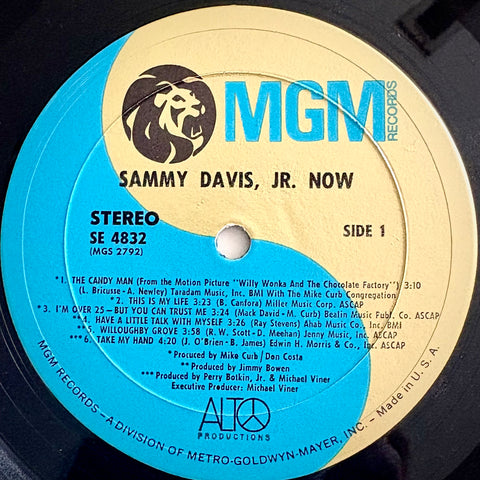 MGM
RECORDS
SAMMY DAVIS, JR. NOW
STEREO
SE 4832
(MGS 2792)
SIDE 1
*1. THE CANDY MAN (From the Motion Picture "Willy Wonka And The Chocolate Factory") 3:10
(L. Bricusse - A. Newley) Taradam Music, Inc. BMI With The Mike Curb Congregation
*2. THIS IS MY LIFE 3:23 (B. Canfora) Miller Music Corp. ASCAP
*3. I'M OVER 25 – BUT YOU CAN TRUST ME 3:24 (Mack David - M. Curb) Bealin Music Publ. Co. ASCAP
**4. HAVE A LITTLE TALK WITH MYSELF 3:26 (Ray Stevens) Ahab Music Co., Inc. BMI
**5. WILLOUGHBY GROVE 3:58 (R. W. Scott - D. Meehan) Jenny Music, Inc. ASCAP
***6. TAKE MY HAND 4:20 (J. O'Brien - B. James) Edwin H. Morris & Co., Inc. ASCAP
*Procuced by Mike Curb / Don Costa
**Produced by Jimmy Bowen
***Produced by Perry Botkin, Jr. & Michael Viner
Executive Producer: Michael Viner
ALTO
PRODUCTIONS
MGM RECORDS – A DIVISION OF METRO-GOLDWYN-MAYER, INC. – Made in U. S. A.